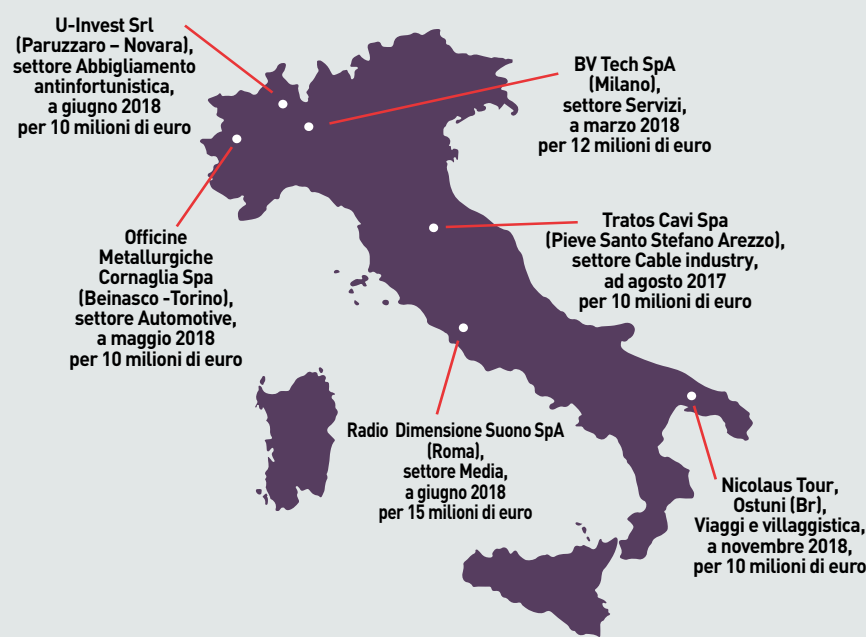 U-Invest Srl
(Paruzzaro – Novara),
settore Abbigliamento
antinfortunistica,
a giugno 2018
per 10 milioni di euro
BV Tech SpA
(Milano),
settore Servizi,
a marzo 2018
per 12 milioni di euro
Officine
Metallurgiche
Cornaglia Spa
(Beinasco -Torino),
settore Automotive,
a maggio 2018
per 10 milioni di euro
Tratos Cavi Spa
(Pieve Santo Stefano Arezzo),
settore Cable industry,
ad agosto 2017
per 10 milioni di euro
Radio Dimensione Suono SpA
(Roma),
settore Media,
a giugno 2018
per 15 milioni di euro
Nicolaus Tour,
Ostuni (Br),
Viaggi e villaggistica,
a novembre 2018,
per 10 milioni di euro